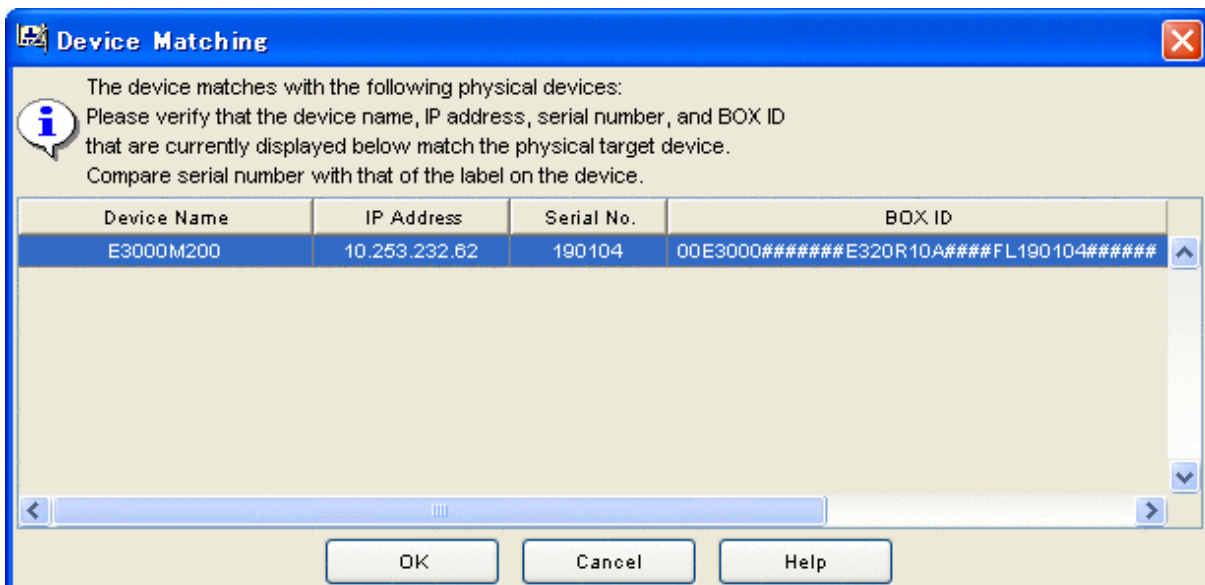 Device Matching
The device matches with the following physical devices:
Please verify that the device name, IP address, serial number, and BOX ID
that are currently displayed below match the physical target device.
Compare serial number with that of the label on the device.
Device Name IP Address Serial No. BOX ID
E3000M200 10.253.232.62 190104 00E3000#######E320R10A####FL190104######
OK Cancel Help